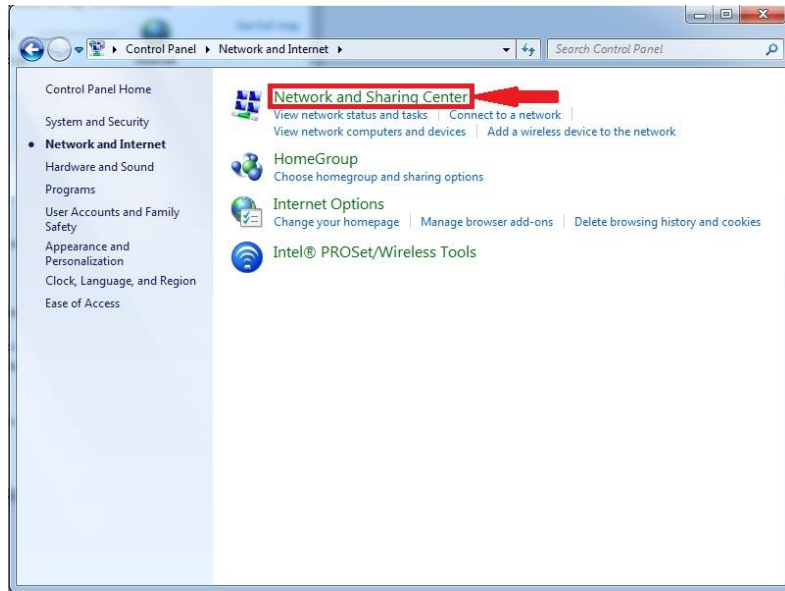 Control Panel ▸ Network and Internet ▸
Search Control Panel
Control Panel Home
System and Security
Network and Internet
Hardware and Sound
Programs
User Accounts and Family
Safety
Appearance and
Personalization
Clock, Language, and Region
Ease of Access
Network and Sharing Center
View network status and tasks | Connect to a network
View network computers and devices | Add a wireless device to the network
HomeGroup
Choose homegroup and sharing options
Internet Options
Change your homepage | Manage browser add-ons | Delete browsing history and cookies
Intel® PROSet/Wireless Tools